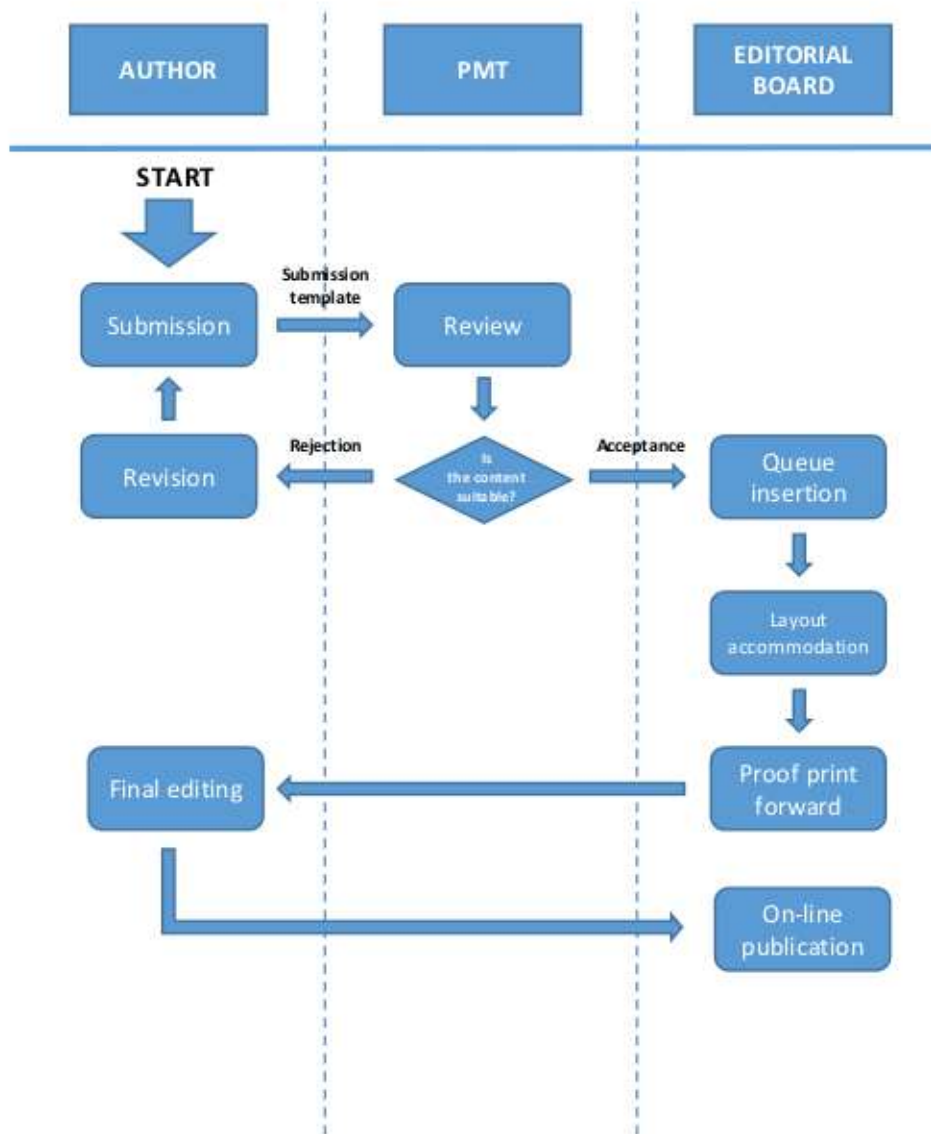 AUTHOR
PMT
EDITORIAL
BOARD
START
Submission
Submission
template
Review
Revision
Rejection
Is
the content
suitable?
Acceptance
Queue
insertion
Layout
accommodation
Final editing
Proof print
forward
On-line
publication